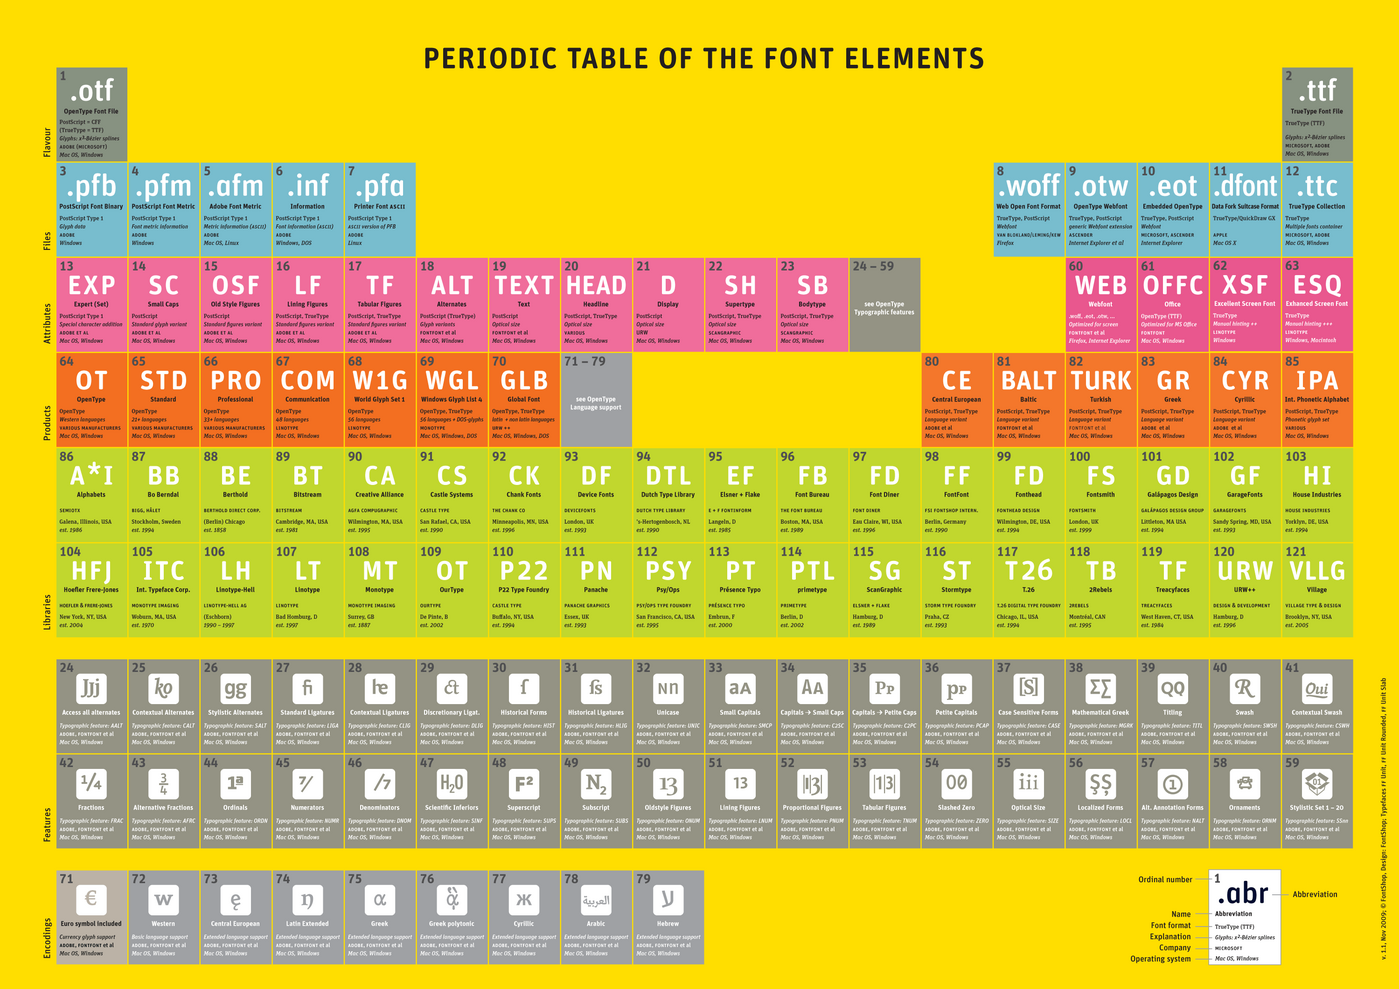 PERIODIC TABLE OF THE FONT ELEMENTS
Flavour
1
.otf
OpenType Font File
PostScript = CFF
(TrueType = TTF)
Glyphs: x³-Bézier splines
ADOBE (MICROSOFT)
Mac OS, Windows
2
.ttf
TrueType Font File
TrueType (TTF)
Glyphs: x²-Bézier splines
MICROSOFT, ADOBE
Mac OS, Windows
Files
3
.pfb
PostScript Font Binary
PostScript Type 1
Glyph data
ADOBE
Windows
4
.pfm
PostScript Font Metric
PostScript Type 1
Font metric information
ADOBE
Windows
5
.afm
Adobe Font Metric
PostScript Type 1
Metric information (ASCII)
ADOBE
Mac OS, Linux
6
.inf
Information
PostScript Type 1
Font information (ASCII)
ADOBE
Windows, DOS
7
.pfa
Printer Font ASCII
PostScript Type 1
ASCII version of PFB
ADOBE
Linux
8
.woff
Web Open Font Format
TrueType, PostScript
Webfont
VAN BLOKLAND/LEMING/KEW
Firefox
9
.otw
OpenType Webfont
TrueType, PostScript
generic Webfont extension
ASCENDER
Internet Explorer et al
10
.eot
Embedded OpenType
TrueType, PostScript
Webfont
MICROSOFT, ASCENDER
Internet Explorer
11
.dfont
Data Fork Suitcase Format
TrueType/QuickDraw GX
APPLE
Mac OS X
12
.ttc
TrueType Collection
TrueType
Multiple fonts container
MICROSOFT, ADOBE
Mac OS, Windows
Attributes
13
EXP
Expert (Set)
PostScript, Type 1
Special character addition
ADOBE ET AL
Mac OS, Windows
14
SC
Small Caps
PostScript
Standard glyph variant
ADOBE ET AL
Mac OS, Windows
15
OSF
Old Style Figures
PostScript, Type 1
Standard figures variant
ADOBE ET AL
Mac OS, Windows
16
LF
Lining Figures
PostScript, Type 1
Standard figures variant
ADOBE ET AL
Mac OS, Windows
17
TF
Tabular Figures
PostScript, Type 1
Standard figures variant
ADOBE ET AL
Mac OS, Windows
18
ALT
Alternates
PostScript (TrueType)
Glyph variants
FONTFONT et al
Mac OS, Windows
19
TEXT
Text
PostScript, TrueType
Optical size
FONTFONT et al
Mac OS, Windows
20
HEAD
Headline
PostScript, TrueType
Optical size
VARIOUS
Mac OS, Windows
21
D
Display
PostScript
Optical size
URW
Mac OS, Windows
22
SH
Supertype
PostScript, TrueType
Optical size
SCANGRAPHIC
Mac OS, Windows
23
SB
Bodytype
PostScript, TrueType
Optical size
SCANGRAPHIC
Mac OS, Windows
24 – 59
see OpenType
Typographic features
60
WEB
Webfont
.woff, .eot, .otw, ...
Optimized for screen
FONTFONT et al
Firefox, Internet Explorer
61
OFFC
Office
OpenType (TTF)
Optimized for MS Office
FONTFONT
Mac OS, Windows
62
XSF
Exxellent Screen Font
TrueType
Manual hinting ++
LINOTYPE
Windows
63
ESQ
Exhanced Screen Font
TrueType
Manual hinting +++
LINOTYPE
Windows, Macintosh
Products
64
OT
OpenType
OpenType
Western languages
VARIOUS MANUFACTURERS
Mac OS, Windows
65
STD
Standard
OpenType
21+ languages
VARIOUS MANUFACTURERS
Mac OS, Windows
66
PRO
Professional
OpenType
33+ languages
VARIOUS MANUFACTURERS
Mac OS, Windows
67
COM
Communication
OpenType
48 languages
LINOTYPE
Mac OS, Windows
68
W1G
World Glyph Set 1
OpenType
56 languages
LINOTYPE
Mac OS, Windows
69
WGL
Windows Glyph List 4
OpenType, TrueType
56 languages + DOS-glyphs
MONOTYPE
Mac OS, Windows, DOS
70
GLB
Global Font
OpenType, TrueType
latin + non latin languages
URW ++
Mac OS, Windows, DOS
71 – 79
see OpenType
Language support
80
CE
Central European
PostScript, TrueType
Language variant
ADOBE et al
Mac OS, Windows
81
BALT
Baltic
PostScript, TrueType
Language variant
FONTFONT et al
Mac OS, Windows
82
TURK
Turkish
PostScript, TrueType
Language variant
FONTFONT et al
Mac OS, Windows
83
GR
Greek
PostScript, TrueType
Language variant
ADOBE et al
Mac OS, Windows
84
CYR
Cyrillic
PostScript, TrueType
Language variant
ADOBE et al
Mac OS, Windows
85
IPA
Int. Phonetic Alphabet
PostScript, TrueType
Phonetic glyph set
VARIOUS
Mac OS, Windows
Libraries
86
A*I
Alphabets
SEMIOTX
Galena, Illinois, USA
est. 1986
87
BB
Bo Berndal
BIGG, HÅLET
Stockholm, Sweden
est. 1994
88
BE
Berthold
BERTHOLD DIRECT CORP.
(Berlin) Chicago
est. 1858
89
BT
Bitstream
BITSTREAM
Cambridge, MA, USA
est. 1981
90
CA
Creative Alliance
AGFA COMPUGRAPHIC
Wilmington, MA, USA
est. 1995
91
CS
Castle Systems
CASTLE TYPE
San Rafael, CA, USA
est. 1990
92
CK
Chank Fonts
THE CHANK CO
Minneapolis, MN, USA
est. 1996
93
DF
Device Fonts
DEVICEFONTS
London, UK
est. 1993
94
DTL
Dutch Type Library
DUTCH TYPE LIBRARY
's-Hertogenbosch, NL
est. 1990
95
EF
Elsner + Flake
E + F FONTINFORM
Langeln, D
est. 1985
96
FB
Font Bureau
THE FONT BUREAU
Boston, MA, USA
est. 1989
97
FD
Font Diner
FONT DINER
Eau Claire, WI, USA
est. 1996
98
FF
FontFont
FSI FONTSHOP INTERN.
Berlin, Germany
est. 1990
99
FD
Fonthead
FONTHEAD DESIGN
Wilmington, DE, USA
est. 1994
100
FS
Fontsmith
FONTSMITH
London, UK
est. 1999
101
GD
Galápagos Design
GALÁPAGOS DESIGN GROUP
Littleton, MA USA
est. 1994
102
GF
GarageFonts
GARAGEFONTS
Sandy Spring, MD, USA
est. 1993
103
HI
House Industries
HOUSE INDUSTRIES
Yorklyn, DE, USA
est. 1994
104
HFJ
Hoefler Frere-Jones
HOEFLER & FRERE-JONES
New York, NY, USA
est. 2004
105
ITC
Int. Typeface Corp.
MONOTYPE IMAGING
Woburn, MA, USA
est. 1970
106
LH
Linotype-Hell
LINOTYPE-HELL AG
(Eschborn)
1990 – 1997
107
LT
Linotype
LINOTYPE
Bad Homburg, D
est. 1997
108
MT
Monotype
MONOTYPE IMAGING
Surrey, GB
est. 1887
109
OT
OurType
OURTYPE
De Pinte, B
est. 2002
110
P22
P22 Type Foundry
CASTLE TYPE
Buffalo, NY, USA
est. 1994
111
PN
Panache
PANACHE GRAPHICS
Essex, UK
est. 1993
112
PSY
Psy/Ops
PSY/OPS TYPE FOUNDRY
San Francisco, CA, USA
est. 1995
113
PT
Présence Typo
PRÉSENCE TYPO
Embrun, F
est. 2000
114
PTL
primetype
PRIMETYPE
Berlin, D
est. 2002
115
SG
ScanGraphic
ELSNER + FLAKE
Hamburg, D
est. 1989
116
ST
Stormtype
STORM TYPE FOUNDRY
Praha, CZ
est. 1993
117
T26
T.26
T.26 DIGITAL TYPE FOUNDRY
Chicago, IL, USA
est. 1994
118
TB
2Rebels
2REBELS
Montréal, CAN
est. 1995
119
TF
Treacyfaces
TREACYFACES
West Haven, CT, USA
est. 1984
120
URW
URW++
DESIGN & DEVELOPMENT
Hamburg, D
est. 1996
121
VLLG
Village
VILLAGE TYPE & DESIGN
Brooklyn, NY, USA
est. 2005
Features
24
Jjj
Access all alternates
Typographic feature: AALT
ADOBE, FONTFONT et al
Mac OS, Windows
25
ko
Contextual Alternates
Typographic feature: CALT
ADOBE, FONTFONT et al
Mac OS, Windows
26
gg
Stylistic Alternates
Typographic feature: SALT
ADOBE, FONTFONT et al
Mac OS, Windows
27
fi
Standard Ligatures
Typographic feature: LIGA
ADOBE, FONTFONT et al
Mac OS, Windows
28
he
Contextual Ligatures
Typographic feature: CLIG
ADOBE, FONTFONT et al
Mac OS, Windows
29
ct
Discretionary Ligat.
Typographic feature: DLIG
ADOBE, FONTFONT et al
Mac OS, Windows
30
ſ
Historical Forms
Typographic feature: HIST
ADOBE, FONTFONT et al
Mac OS, Windows
31
ſs
Historical Ligatures
Typographic feature: HLIG
ADOBE, FONTFONT et al
Mac OS, Windows
32
Nn
Unicase
Typographic feature: UNIC
ADOBE, FONTFONT et al
Mac OS, Windows
33
aA
Small Capitals
Typographic feature: SMCP
ADOBE, FONTFONT et al
Mac OS, Windows
34
AA
Capitals → Small Caps
Typographic feature: C2SC
ADOBE, FONTFONT et al
Mac OS, Windows
35
PP
Capitals → Petite Caps
Typographic feature: C2PC
ADOBE, FONTFONT et al
Mac OS, Windows
36
pP
Petite Capitals
Typographic feature: PCAP
ADOBE, FONTFONT et al
Mac OS, Windows
37
[S]
Case Sensitive Forms
Typographic feature: CASE
ADOBE, FONTFONT et al
Mac OS, Windows
38
Σ∑
Mathematical Greek
Typographic feature: MGRK
ADOBE, FONTFONT et al
Mac OS, Windows
39
QQ
Titling
Typographic feature: TITL
ADOBE, FONTFONT et al
Mac OS, Windows
40
R
Swash
Typographic feature: SWSH
ADOBE, FONTFONT et al
Mac OS, Windows
41
Oui
Contextual Swash
Typographic feature: CSWH
ADOBE, FONTFONT et al
Mac OS, Windows
42
1/4
Fractions
Typographic feature: FRAC
ADOBE, FONTFONT et al
Mac OS, Windows
43
3
4
Alternative Fractions
Typographic feature: AFRC
ADOBE, FONTFONT et al
Mac OS, Windows
44
1ª
Ordinals
Typographic feature: ORDN
ADOBE, FONTFONT et al
Mac OS, Windows
45
7/
Numerators
Typographic feature: NUMR
ADOBE, FONTFONT et al
Mac OS, Windows
46
/7
Denominators
Typographic feature: DNOM
ADOBE, FONTFONT et al
Mac OS, Windows
47
H₂O
Scientific Inferiors
Typographic feature: SINF
ADOBE, FONTFONT et al
Mac OS, Windows
48
F²
Superscript
Typographic feature: SUPS
ADOBE, FONTFONT et al
Mac OS, Windows
49
N₂
Subscript
Typographic feature: SUBS
ADOBE, FONTFONT et al
Mac OS, Windows
50
13
Oldstyle Figures
Typographic feature: ONUM
ADOBE, FONTFONT et al
Mac OS, Windows
51
13
Lining Figures
Typographic feature: LNUM
ADOBE, FONTFONT et al
Mac OS, Windows
52
|1|3|
Proportional Figures
Typographic feature: PNUM
ADOBE, FONTFONT et al
Mac OS, Windows
53
|1|3|
Tabular Figures
Typographic feature: TNUM
ADOBE, FONTFONT et al
Mac OS, Windows
54
00
Slashed Zero
Typographic feature: ZERO
ADOBE, FONTFONT et al
Mac OS, Windows
55
iii
Optical Size
Typographic feature: SIZE
ADOBE, FONTFONT et al
Mac OS, Windows
56
ŞȘ
Localized Forms
Typographic feature: LOCL
ADOBE, FONTFONT et al
Mac OS, Windows
57
①
Alt. Annotation Forms
Typographic feature: NALT
ADOBE, FONTFONT et al
Mac OS, Windows
58
Ornaments
Typographic feature: ORNM
ADOBE, FONTFONT et al
Mac OS, Windows
59
01
Stylistic Set 1 – 20
Typographic feature: SSnn
ADOBE, FONTFONT et al
Mac OS, Windows
Encodings
71
€
Euro symbol included
Currency glyph support
ADOBE, FONTFONT et al
Mac OS, Windows
72
w
Western
Basic language support
ADOBE, FONTFONT et al
Mac OS, Windows
73
ę
Central European
Extended language support
ADOBE, FONTFONT et al
Mac OS, Windows
74
ŋ
Latin Extended
Extended language support
ADOBE, FONTFONT et al
Mac OS, Windows
75
α
Greek
Extended language support
ADOBE, FONTFONT et al
Mac OS, Windows
76
Greek polytonic
Extended language support
ADOBE, FONTFONT et al
Mac OS, Windows
77
ж
Cyrillic
Extended language support
ADOBE, FONTFONT et al
Mac OS, Windows
78
العربية
Arabic
Extended language support
ADOBE, FONTFONT et al
Mac OS, Windows
79
לא
Hebrew
Extended language support
ADOBE, FONTFONT et al
Mac OS, Windows
Ordinal number
1
.abr
Abbreviation
Name
Abbreviation
Font format
TrueType (TTF)
Explanation
Glyphs: x²-Bézier splines
Company
MICROSOFT
Operating system
Mac OS, Windows
v. 1.1, Nov 2009; © FontShop, Design: FontShop; Typefaces FF Unit, FF Unit Rounded, FF Unit Slab